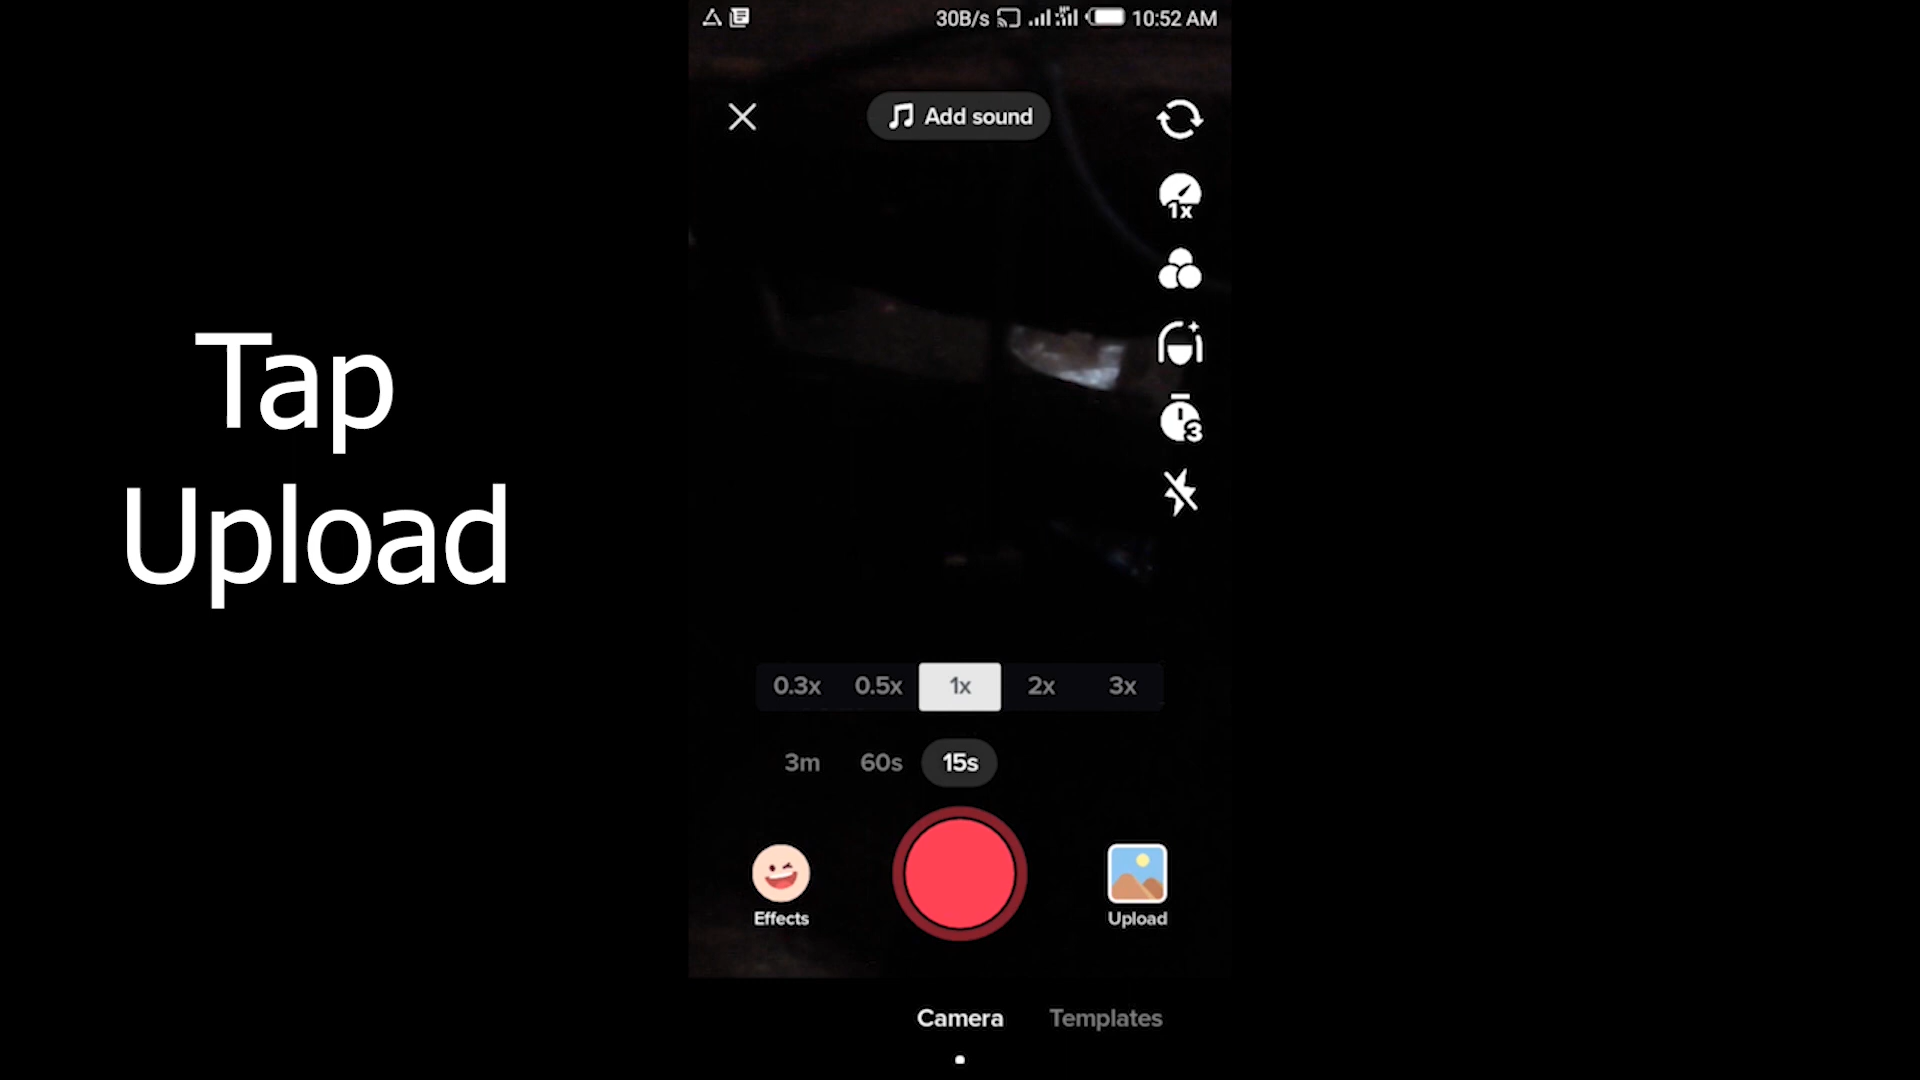 30B/s 10:52 AM
Add sound
1x
3
Tap
Upload
0.3x 0.5x 1x 2x 3x
3m 60s 15s
Effects
Upload
Camera Templates